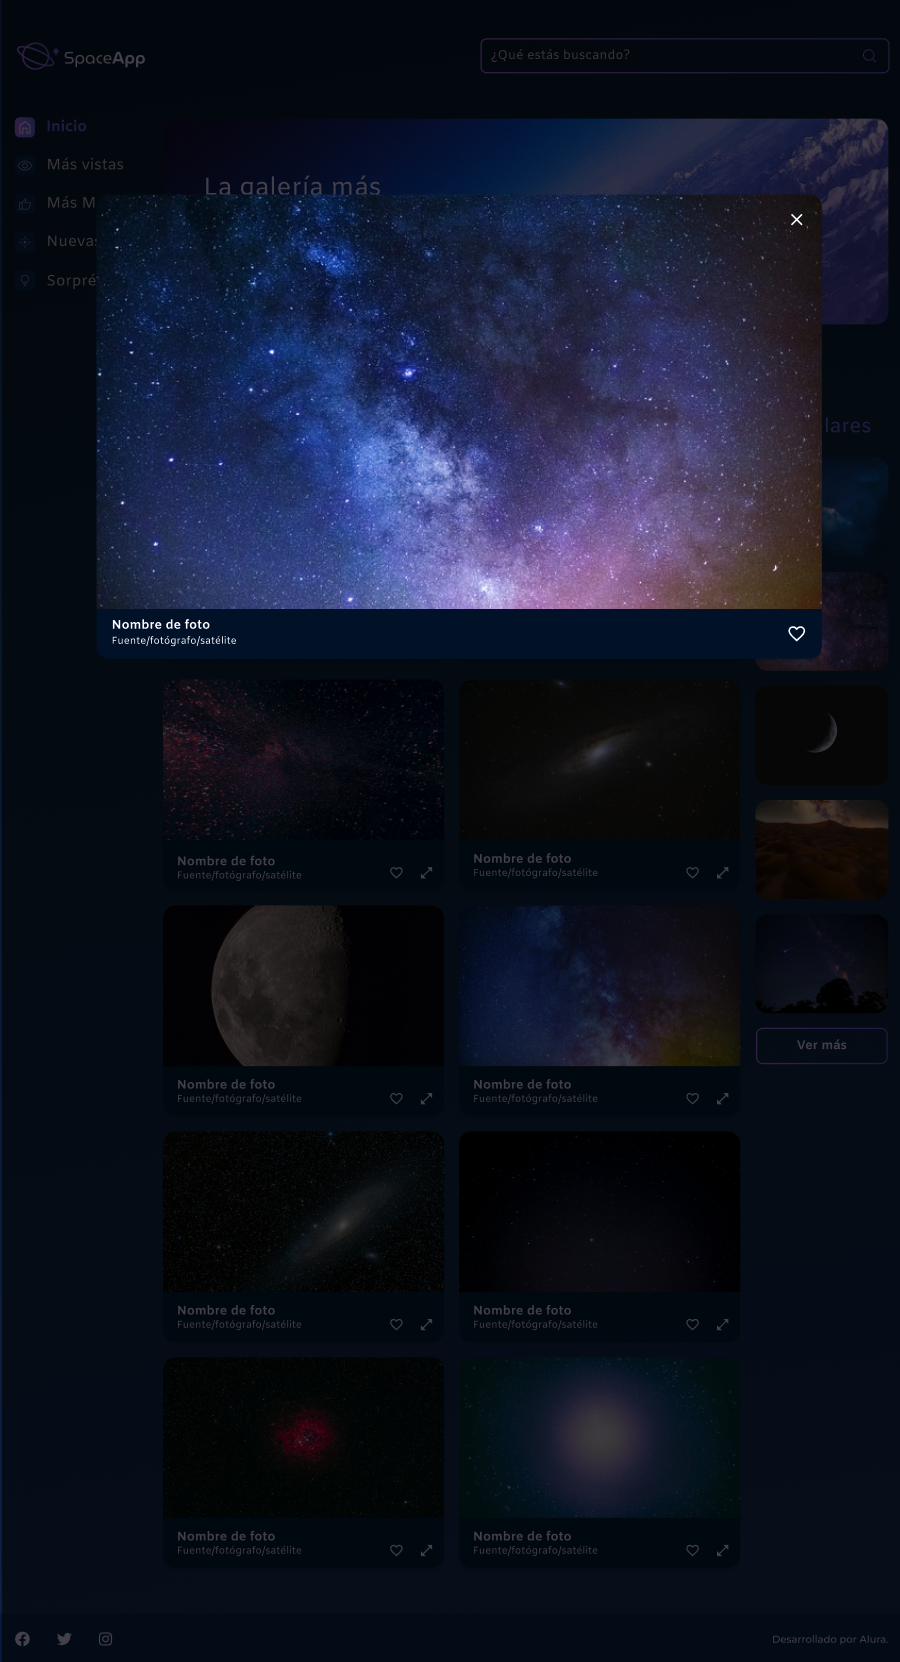 SpaceApp
¿Qué estás buscando?
Inicio
Más vistas
Más M
Nuevas
Sorpré
La galería más
lares
Nombre de foto
Fuente/fotógrafo/satélite
Nombre de foto
Fuente/fotógrafo/satélite
Nombre de foto
Fuente/fotógrafo/satélite
Nombre de foto
Fuente/fotógrafo/satélite
Nombre de foto
Fuente/fotógrafo/satélite
Ver más
Nombre de foto
Fuente/fotógrafo/satélite
Nombre de foto
Fuente/fotógrafo/satélite
Nombre de foto
Fuente/fotógrafo/satélite
Nombre de foto
Fuente/fotógrafo/satélite
Desarrollado por Alura.